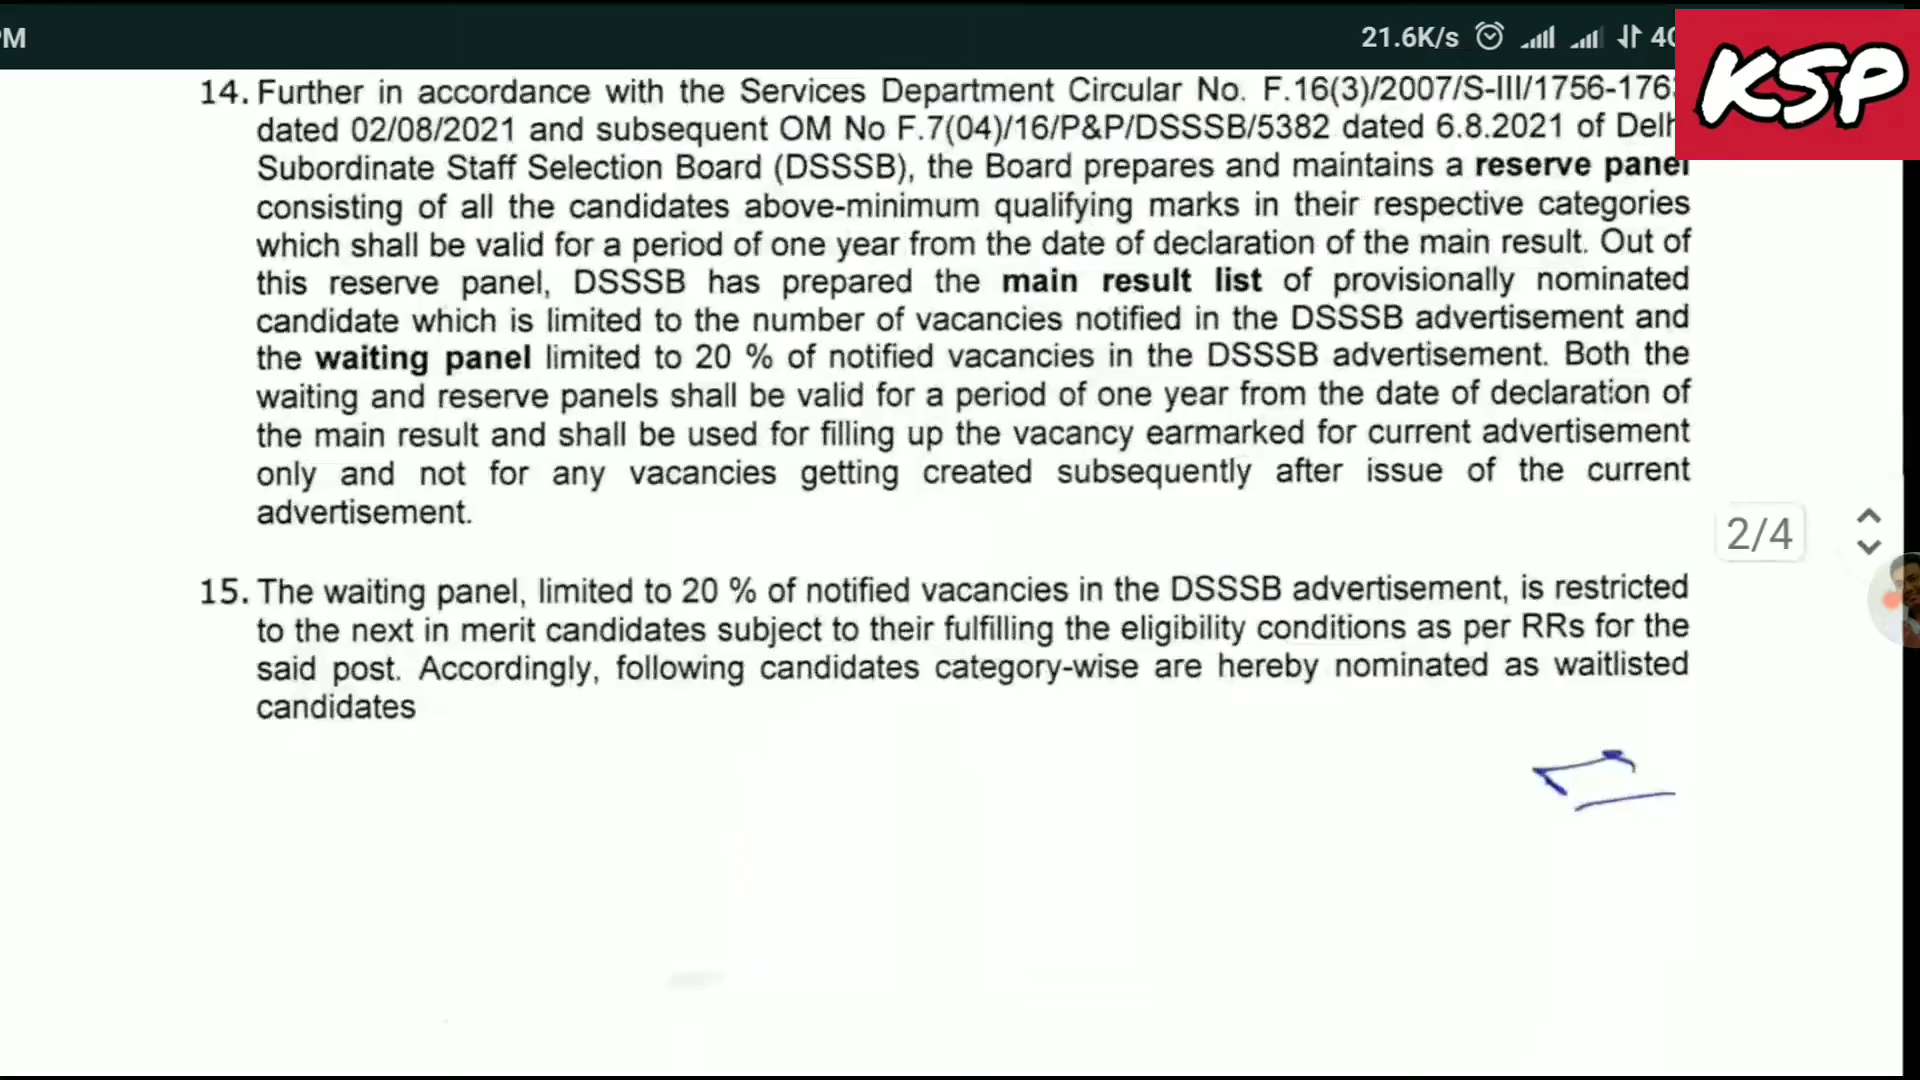 PM
21.6K/s
KSP
14. Further in accordance with the Services Department Circular No. F.16(3)/2007/S-III/1756-176
dated 02/08/2021 and subsequent OM No F.7(04)/16/P&P/DSSSB/5382 dated 6.8.2021 of
Subordinate Staff Selection Board (DSSSB), the Board prepares and maintains a reserve panel
consisting of all the candidates above-minimum qualifying marks in their respective categories
which shall be valid for a period of one year from the date of declaration of the main result. Out of
this reserve panel, DSSSB has prepared the main result list of provisionally nominated
candidate which is limited to the number of vacancies notified in the DSSSB advertisement and
the waiting panel limited to 20 % of notified vacancies in the DSSSB advertisement. Both the
waiting and reserve panels shall be valid for a period of one year from the date of declaration of
the main result and shall be used for filling up the vacancy earmarked for current advertisement
only and not for any vacancies getting created subsequently after issue of the current
advertisement.
2/4
15. The waiting panel, limited to 20 % of notified vacancies in the DSSSB advertisement, is restricted
to the next in merit candidates subject to their fulfilling the eligibility conditions as per RRs for the
said post. Accordingly, following candidates category-wise are hereby nominated as waitlisted
candidates